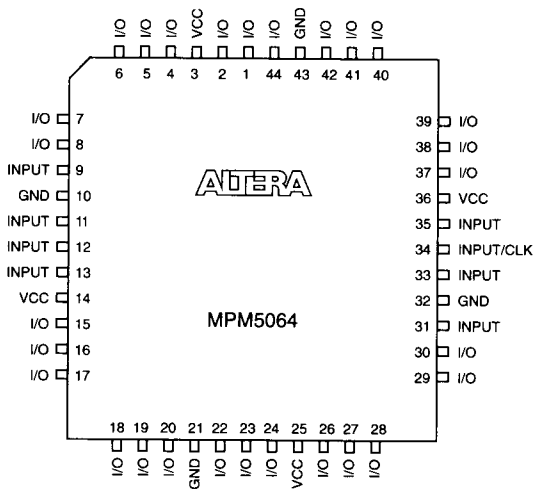 I/O I/O I/O VCC I/O I/O I/O GND I/O I/O I/O
6 5 4 3 2 1 44 43 42 41 40
I/O 7
I/O 8
INPUT 9
GND 10
INPUT 11
INPUT 12
INPUT 13
VCC 14
I/O 15
I/O 16
I/O 17
ALTERA
MPM5064
39 I/O
38 I/O
37 I/O
36 VCC
35 INPUT
34 INPUT/CLK
33 INPUT
32 GND
31 INPUT
30 I/O
29 I/O
18 19 20 21 22 23 24 25 26 27 28
I/O I/O I/O GND I/O I/O I/O VCC I/O I/O I/O